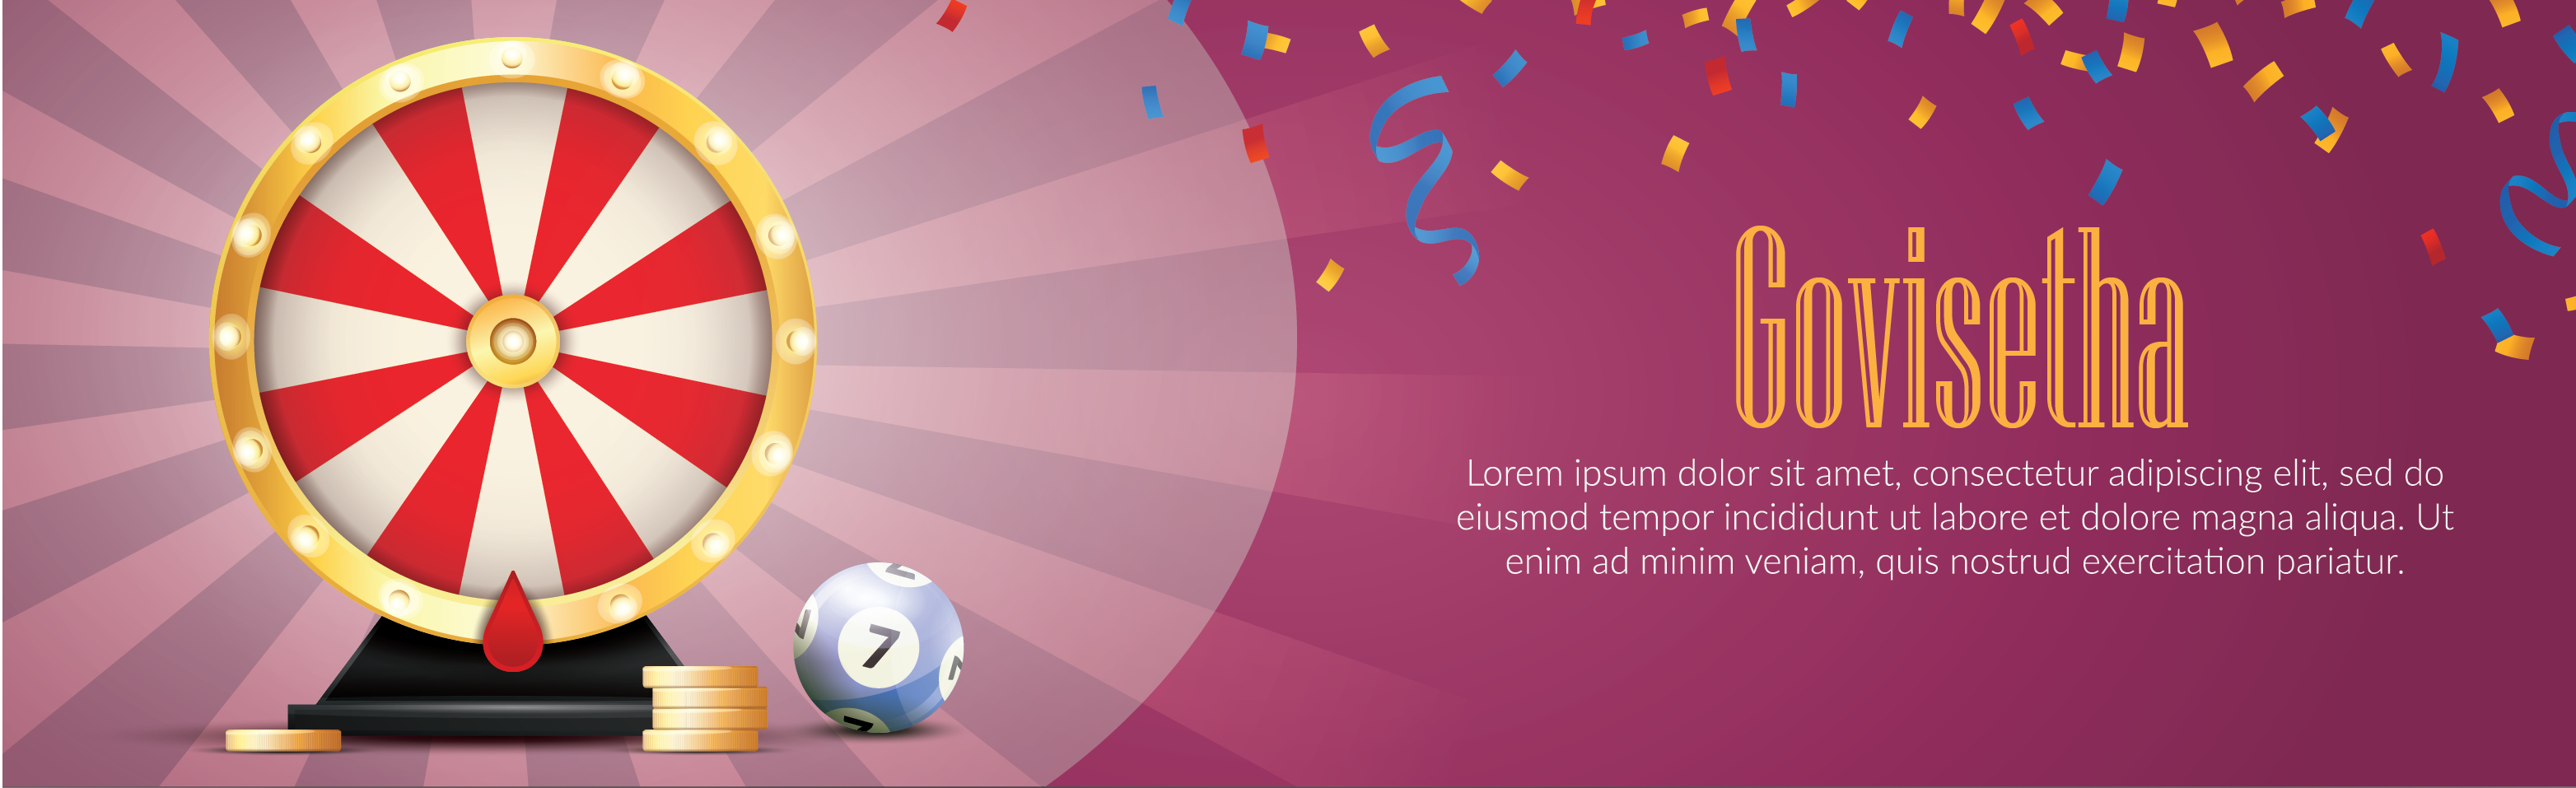 Govisetha
Lorem ipsum dolor sit amet, consectetur adipiscing elit, sed do
eiusmod tempor incididunt ut labore et dolore magna aliqua. Ut
enim ad minim veniam, quis nostrud exercitation pariatur.
7
7